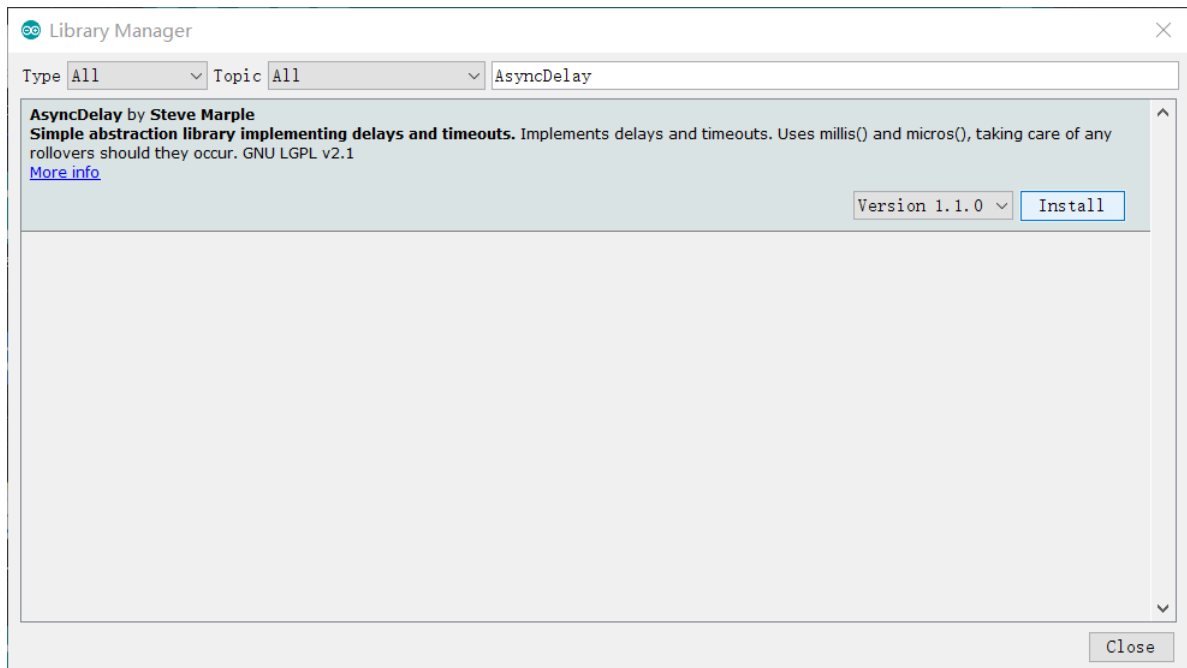 Library Manager
Type All Topic All AsyncDelay
AsyncDelay by Steve Marple
Simple abstraction library implementing delays and timeouts. Implements delays and timeouts. Uses millis() and micros(), taking care of any
rollovers should they occur. GNU LGPL v2.1
More info
Version 1.1.0 Install
Close